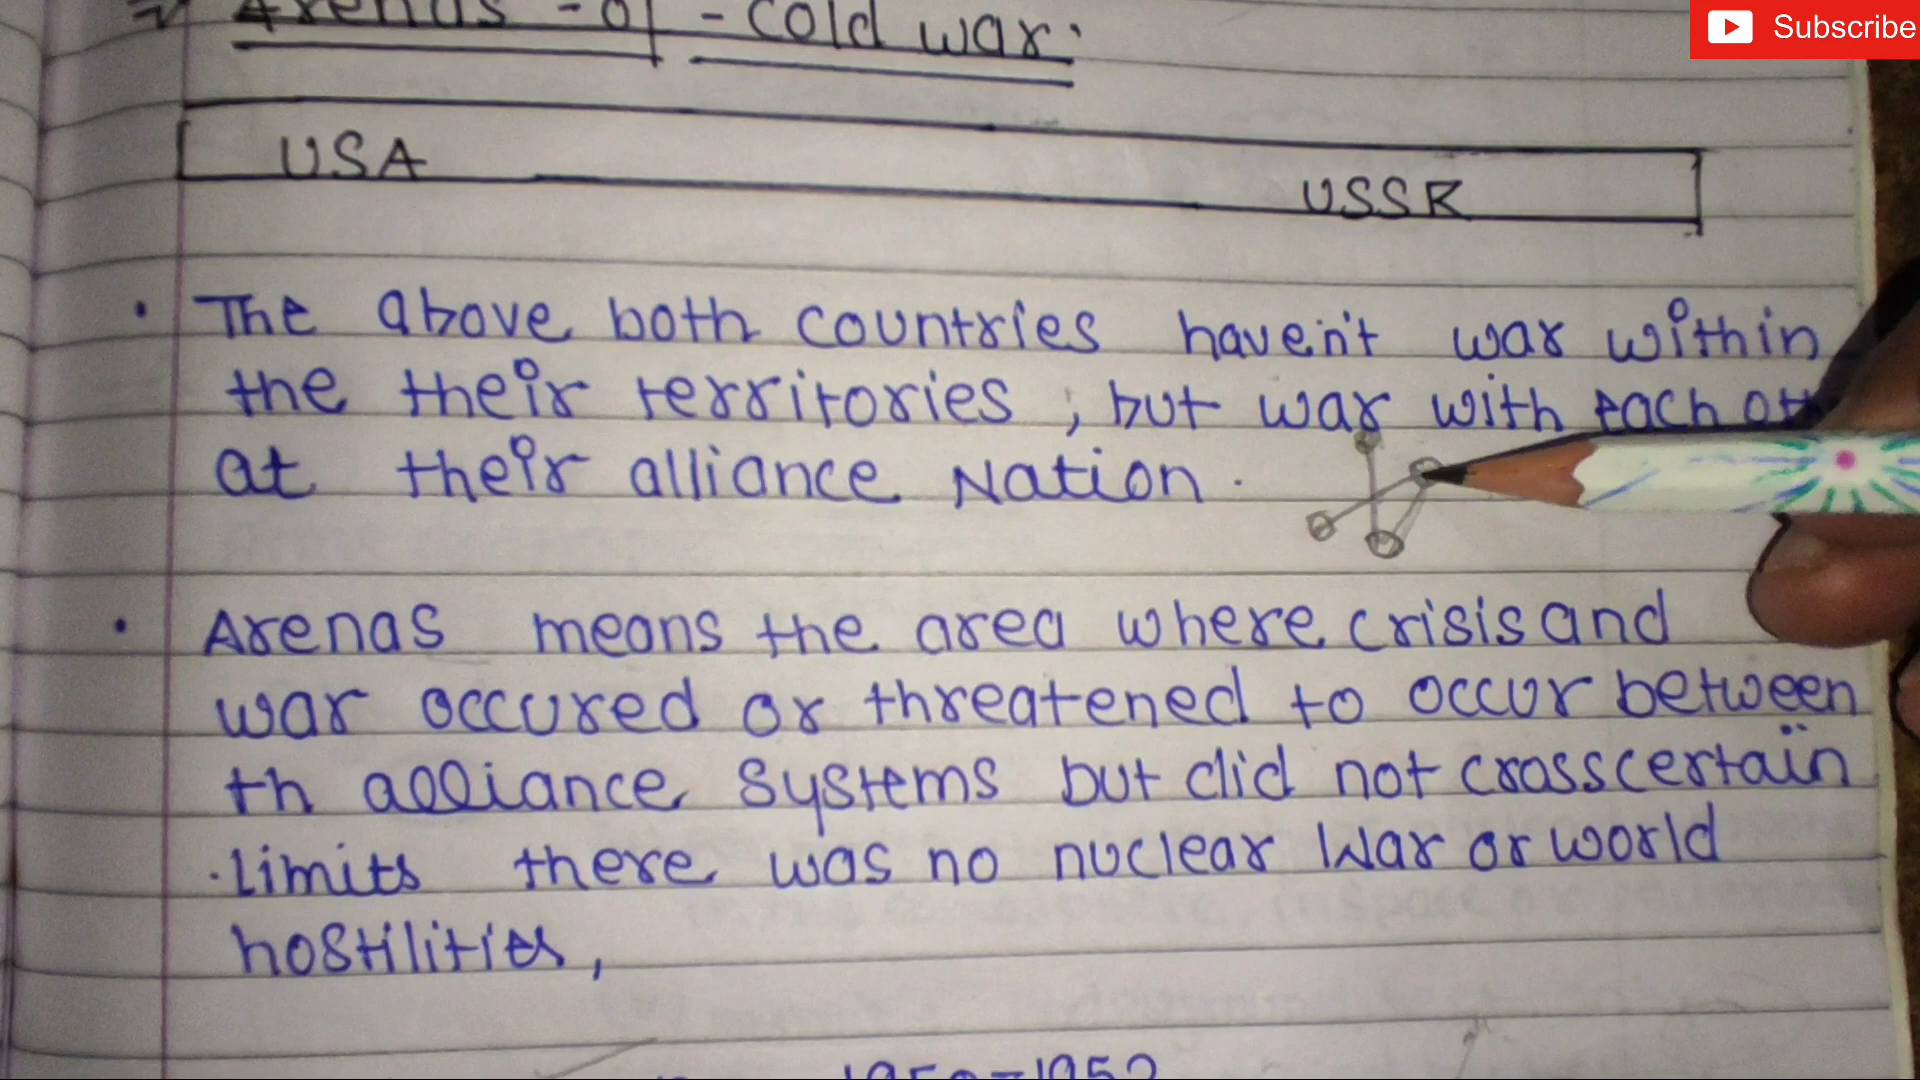 Arenas - of - cold war.
Subscribe
USA
USSR
• The above both countries haven't war within
the their territories, but war with each
at their alliance Nation.
• Arenas means the area where crisis and
war occured or threatened to occur between
th alliance systems but did not cross certain
limits there was no nuclear War or world
hostilities,